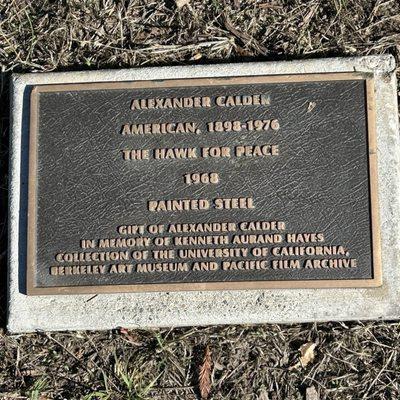 ALEXANDER CALDER
AMERICAN, 1898-1976
THE HAWK FOR PEACE
1968
PAINTED STEEL
GIFT OF ALEXANDER CALDER
IN MEMORY OF KENNETH AURAND HAYES
COLLECTION OF THE UNIVERSITY OF CALIFORNIA,
BERKELEY ART MUSEUM AND PACIFIC FILM ARCHIVE